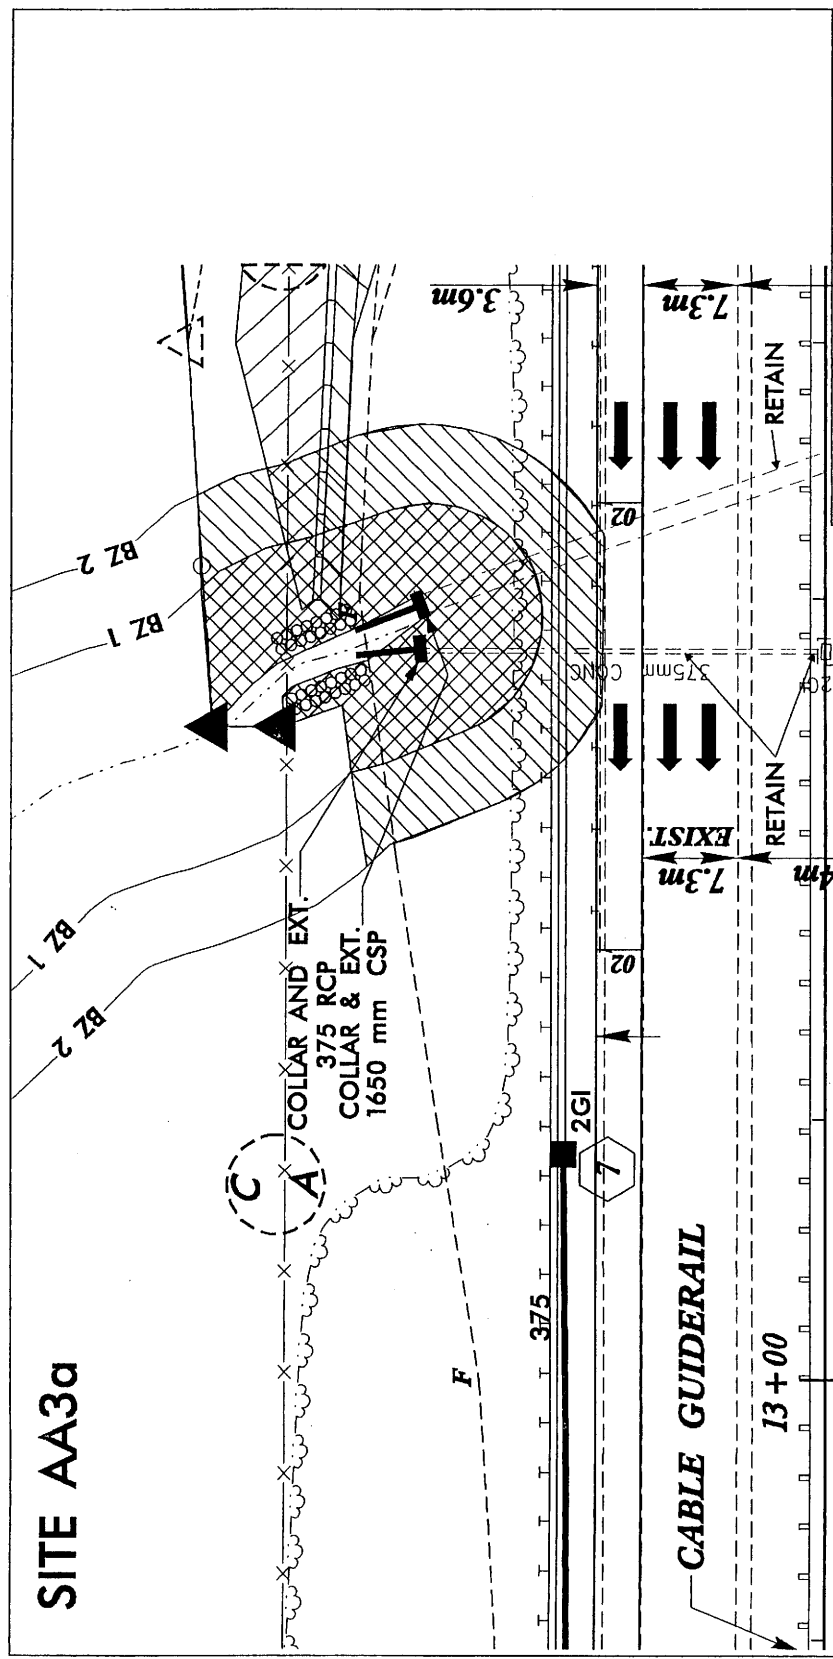 SITE AA3a
BZ 2
BZ 1
BZ 1
BZ 2
C
A
COLLAR AND EXT.
375 RCP
COLLAR & EXT.
1650 mm CSP
F
375
2GI
7
CABLE GUIDERAIL
13+00
3.6m
7.3m
RETAIN
02
375mm CONC
RETAIN
EXIST.
7.3m
4m
02